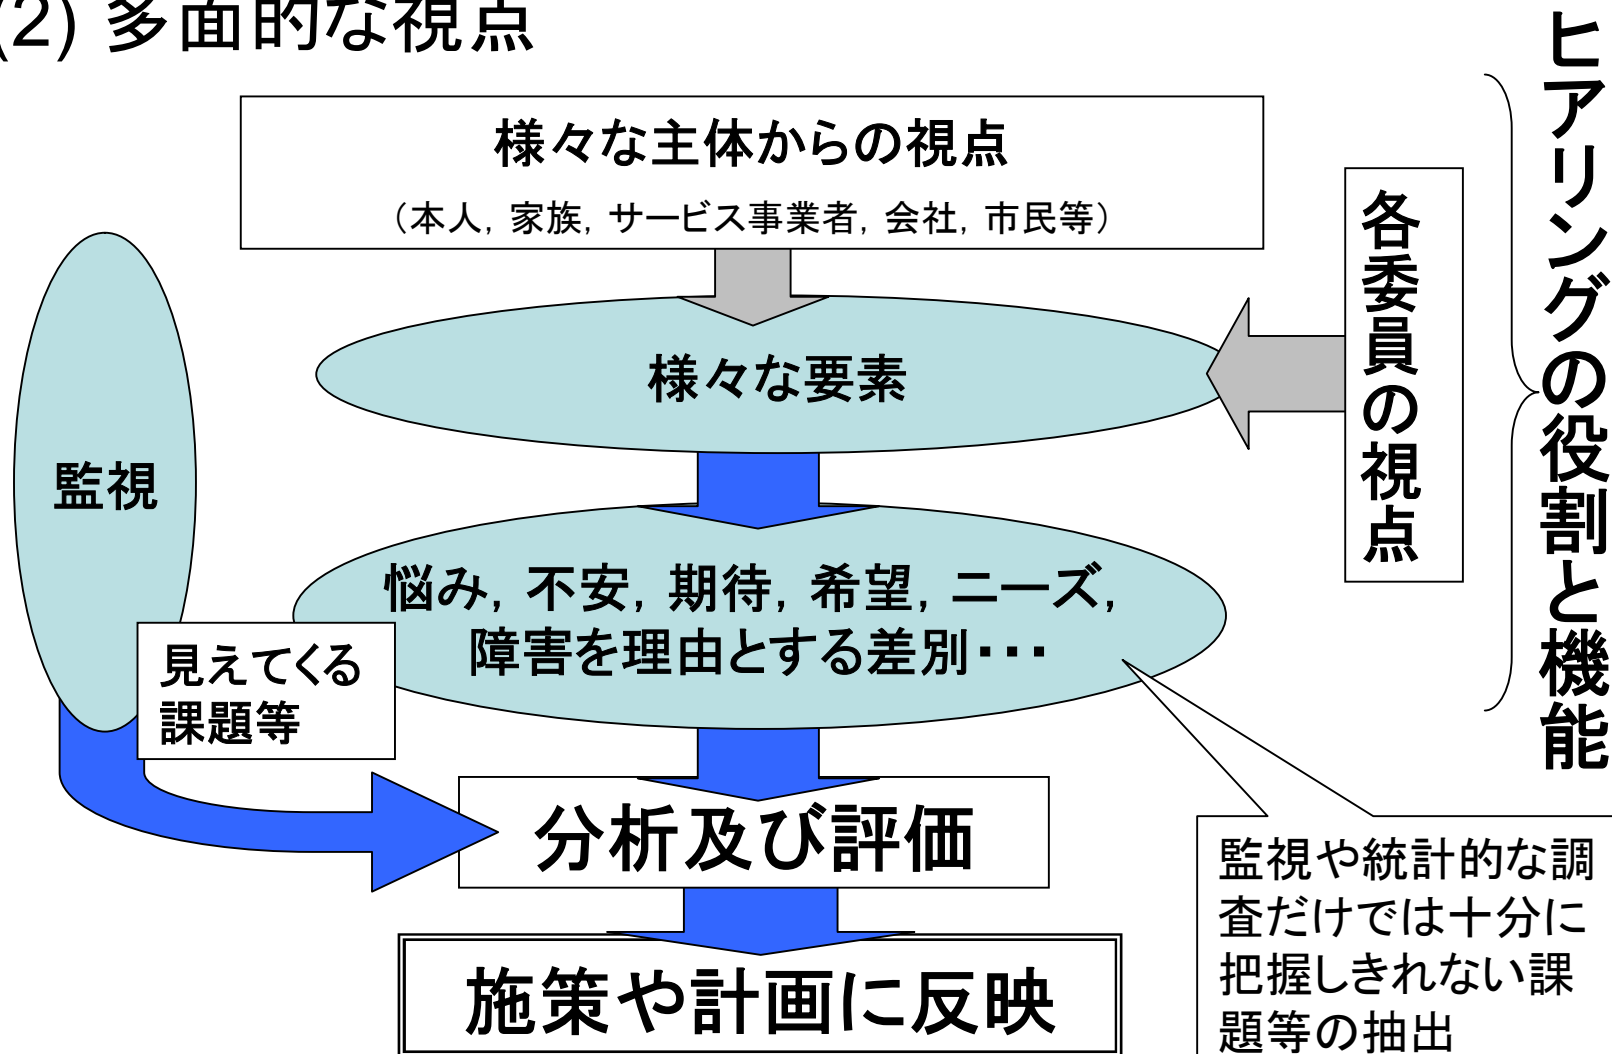 (2) 多面的な視点
様々な主体からの視点
（本人，家族，サービス事業者，会社，市民等）
各委員の視点
ヒアリングの役割と機能
様々な要素
監視
悩み，不安，期待，希望，ニーズ，
障害を理由とする差別・・・
見えてくる
課題等
分析及び評価
監視や統計的な調
査だけでは十分に
把握しきれない課
題等の抽出
施策や計画に反映